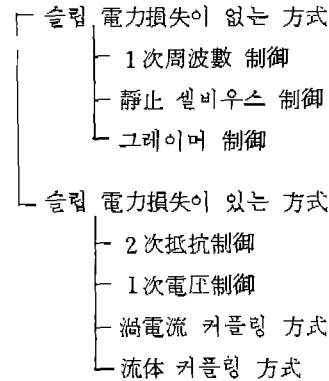 슬립 電力損失이 없는 方式
1次周波數 制御
靜止 셀비우스 制御
그레이머 制御
슬립 電力損失이 있는 方式
2次抵抗制御
1次電圧制御
渦電流 커플링 方式
流体 커플링 方式